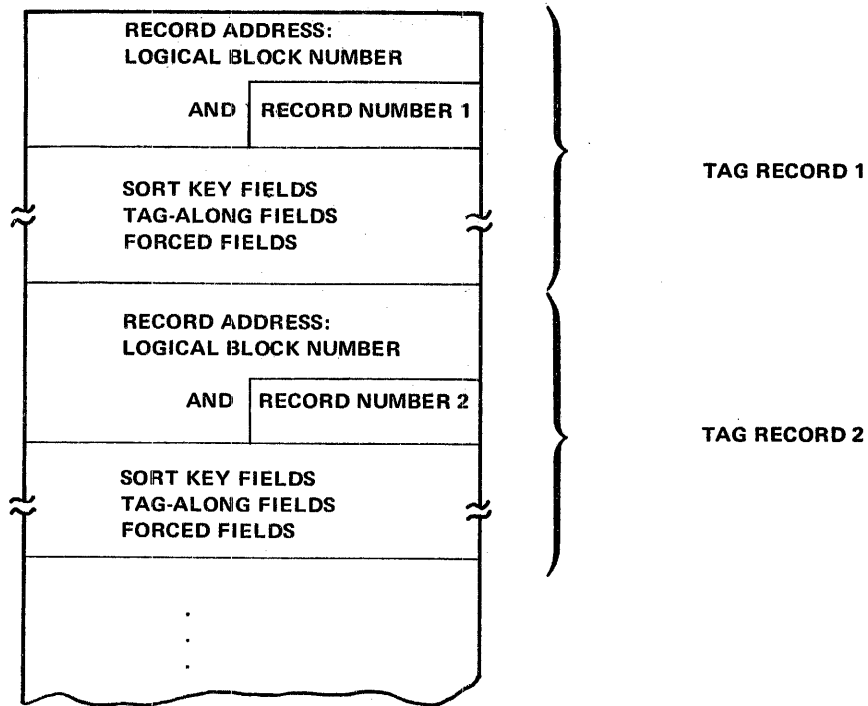 RECORD ADDRESS:
LOGICAL BLOCK NUMBER
AND RECORD NUMBER 1
SORT KEY FIELDS
TAG-ALONG FIELDS
FORCED FIELDS
TAG RECORD 1
RECORD ADDRESS:
LOGICAL BLOCK NUMBER
AND RECORD NUMBER 2
SORT KEY FIELDS
TAG-ALONG FIELDS
FORCED FIELDS
TAG RECORD 2